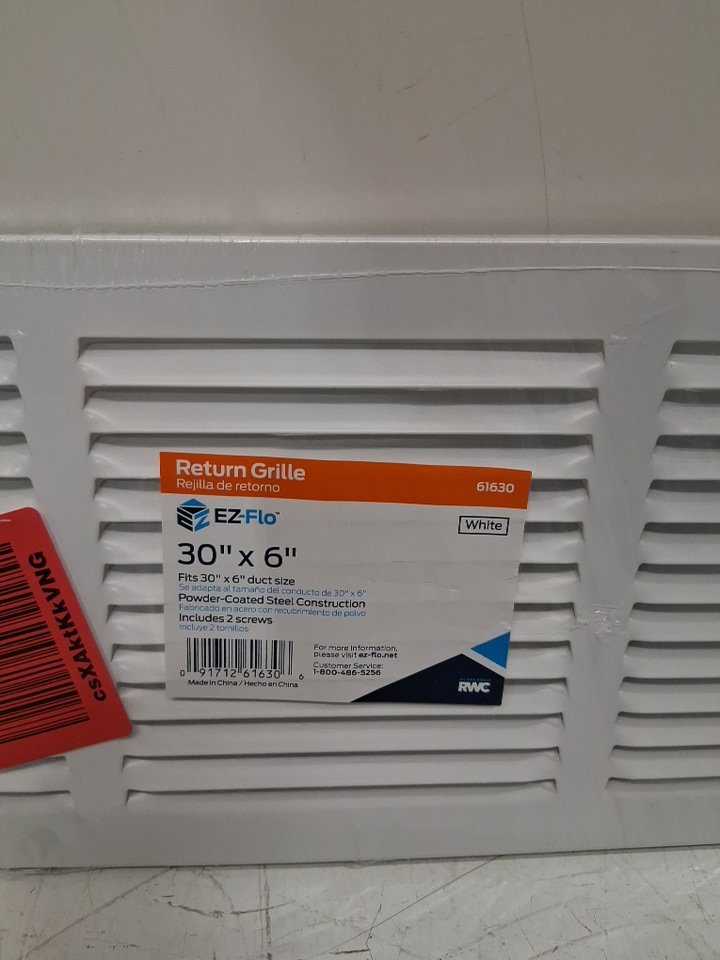 Return Grille
Rejilla de retorno
61630
EZ-Flo™
White
30" x 6"
Fits 30" x 6" duct size
Se adapta al tamaño del conducto de 30" x 6"
Powder-Coated Steel Construction
Fabricado en acero con recubrimiento de polvo
Includes 2 screws
Incluye 2 tornillos
For more information,
please visit ez-flo.net
Customer Service:
1-800-486-5256
0 91712 61630 6
Made in China / Hecho en China
RWC
csXAktKkVNG